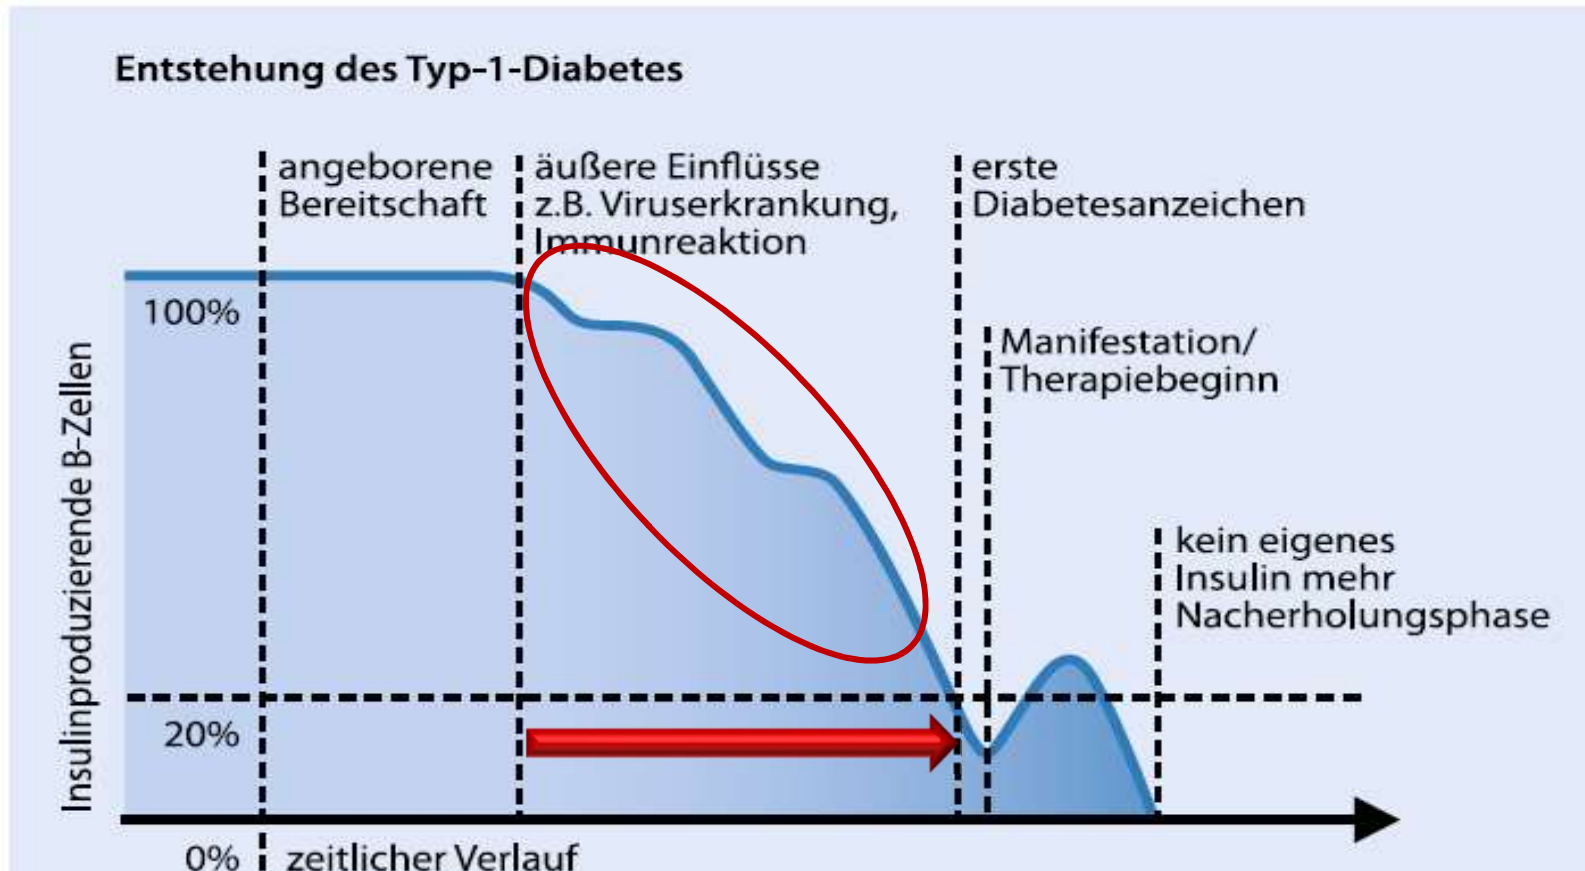 Entstehung des Typ-1-Diabetes
angeborene
Bereitschaft
äußere Einflüsse
z.B. Viruserkrankung,
Immunreaktion
erste
Diabetesanzeichen
100%
Manifestation/
Therapiebeginn
Insulinproduzierende B-Zellen
kein eigenes
Insulin mehr
Nacherholungsphase
20%
0%
zeitlicher Verlauf